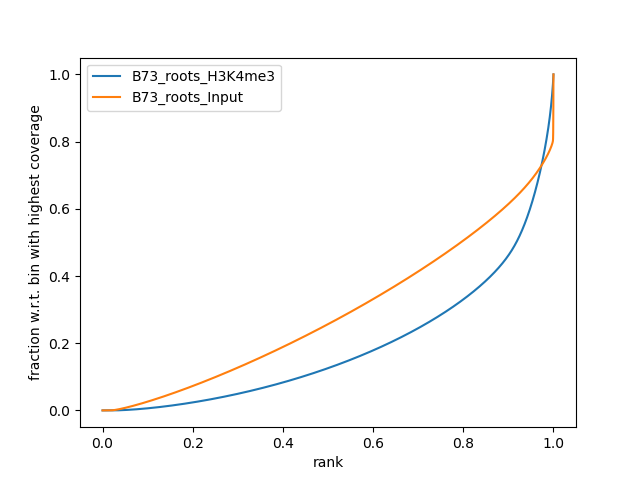 B73_roots_H3K4me3
B73_roots_Input
fraction w.r.t. bin with highest coverage
1.0
0.8
0.6
0.4
0.2
0.0
0.0 0.2 0.4 0.6 0.8 1.0
rank